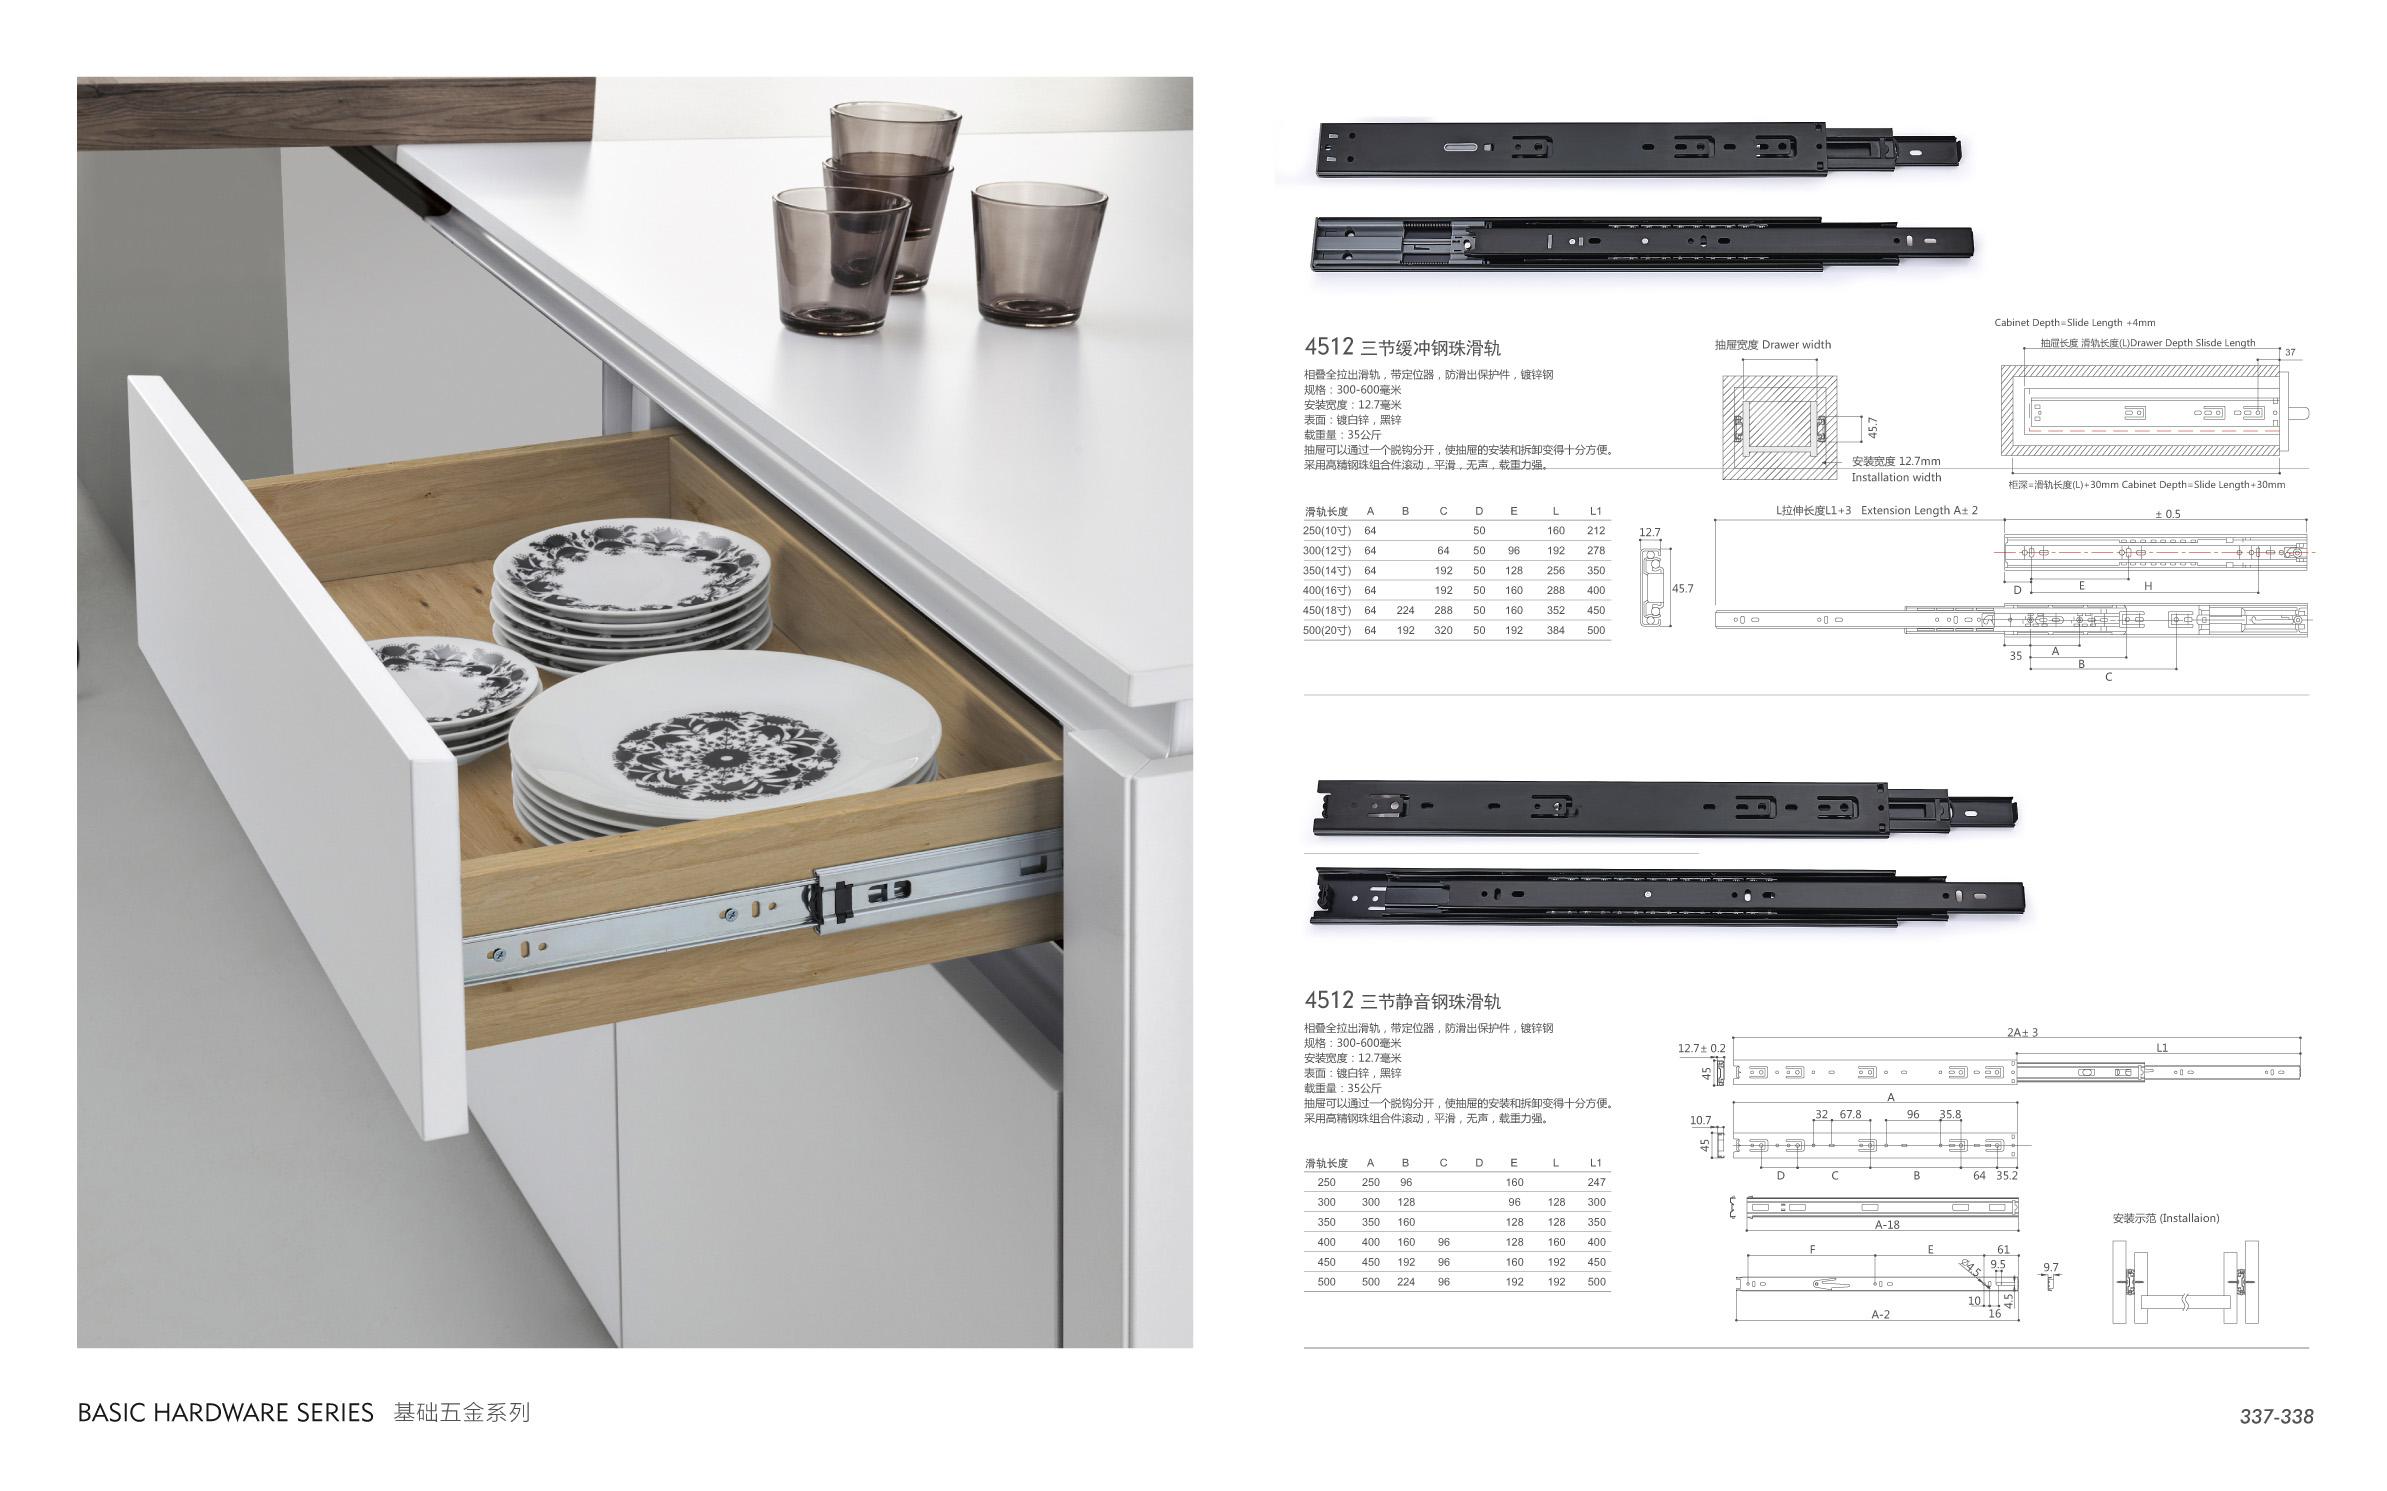 Cabinet Depth=Slide Length +4mm
抽屉长度 滑轨长度(L)Drawer Depth Slisde Length
37
4512 三节缓冲钢珠滑轨
相叠全拉出滑轨，带定位器，防滑出保护件，镀锌钢
规格：300-600毫米
安装宽度：12.7毫米
表面：镀白锌，黑锌
载重量：35公斤
抽屉可以通过一个脱钩分开，使抽屉的安装和拆卸变得十分方便。
采用高精钢珠组合件滚动，平滑，无声，载重力强。
抽屉宽度 Drawer width
45.7
安装宽度 12.7mm
Installation width
柜深=滑轨长度(L)+30mm Cabinet Depth=Slide Length+30mm
滑轨长度 A B C D E L L1
250(10寸) 64 50 160 212
300(12寸) 64 64 50 96 192 278
350(14寸) 64 192 50 128 256 350
400(16寸) 64 192 50 160 288 400
450(18寸) 64 224 288 50 160 352 450
500(20寸) 64 192 320 50 192 384 500
L拉伸长度L1+3 Extension Length A± 2
± 0.5
12.7
45.7
D E H
35 A
B
C
4512 三节静音钢珠滑轨
相叠全拉出滑轨，带定位器，防滑出保护件，镀锌钢
规格：300-600毫米
安装宽度：12.7毫米
表面：镀白锌，黑锌
载重量：35公斤
抽屉可以通过一个脱钩分开，使抽屉的安装和拆卸变得十分方便。
采用高精钢珠组合件滚动，平滑，无声，载重力强。
滑轨长度 A B C D E L L1
250 250 96 160 247
300 300 128 96 128 300
350 350 160 128 128 350
400 400 160 96 128 160 400
450 450 192 96 160 192 450
500 500 224 96 192 192 500
2A± 3
12.7± 0.2
L1
45
A
32 67.8 96 35.8
10.7
45
D C B 64 35.2
A-18
安装示范 (Installaion)
F E 61
Ø4.5 9.5 9.7
10 4.5
16
A-2
BASIC HARDWARE SERIES 基础五金系列
337-338